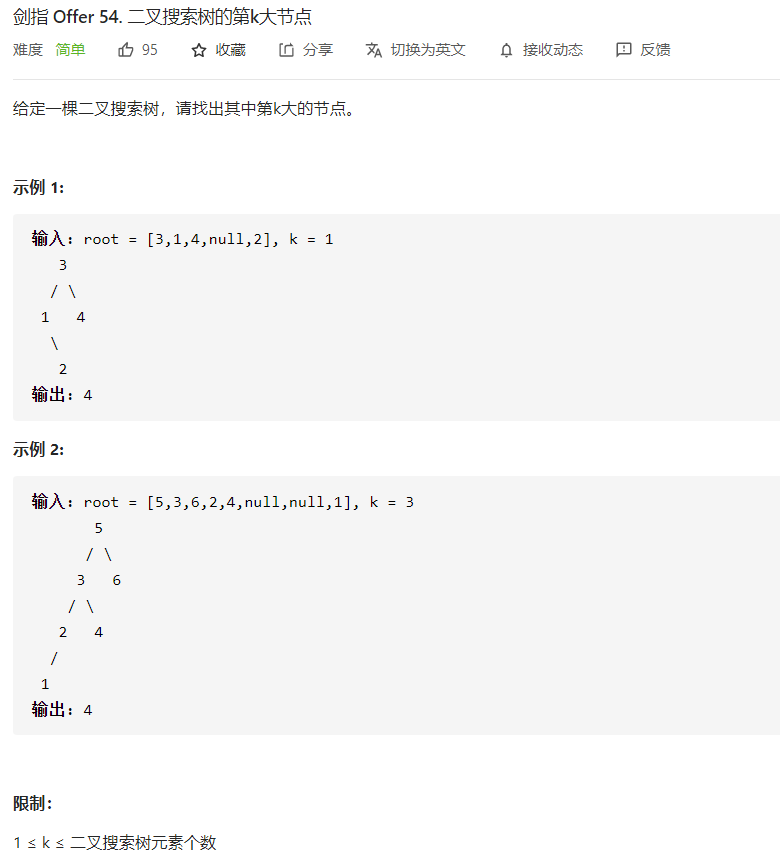 剑指 Offer 54. 二叉搜索树的第k大节点
难度 简单 95 收藏 分享 切换为英文 接收动态 反馈
给定一棵二叉搜索树，请找出其中第k大的节点。
示例 1:
输入: root = [3,1,4,null,2], k = 1
3
/ \
1 4
\
2
输出: 4
示例 2:
输入: root = [5,3,6,2,4,null,null,1], k = 3
5
/ \
3 6
/ \
2 4
/
1
输出: 4
限制：
1 ≤ k ≤ 二叉搜索树元素个数